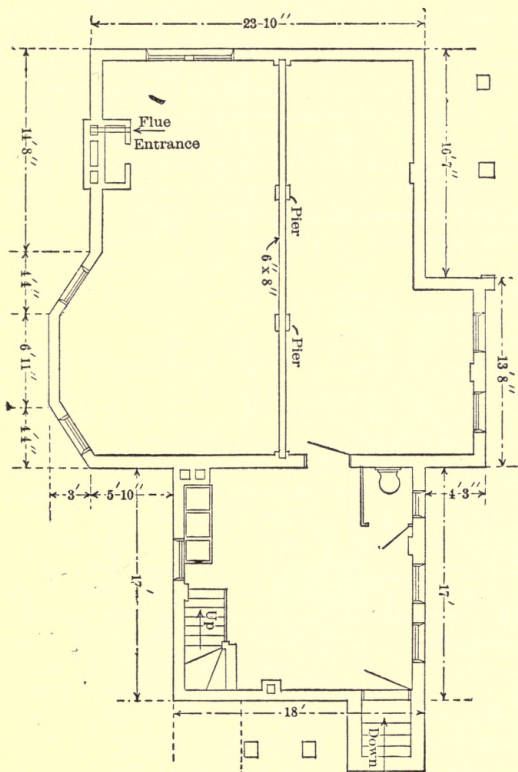 23-10"
14'-8"
16'-7"
Flue
Entrance
Pier
6 x 8"
Pier
4'4"
6'11"
4'4"
13'8"
3'
5'-10"
4'-3"
17'
17'
Up
18'
Down